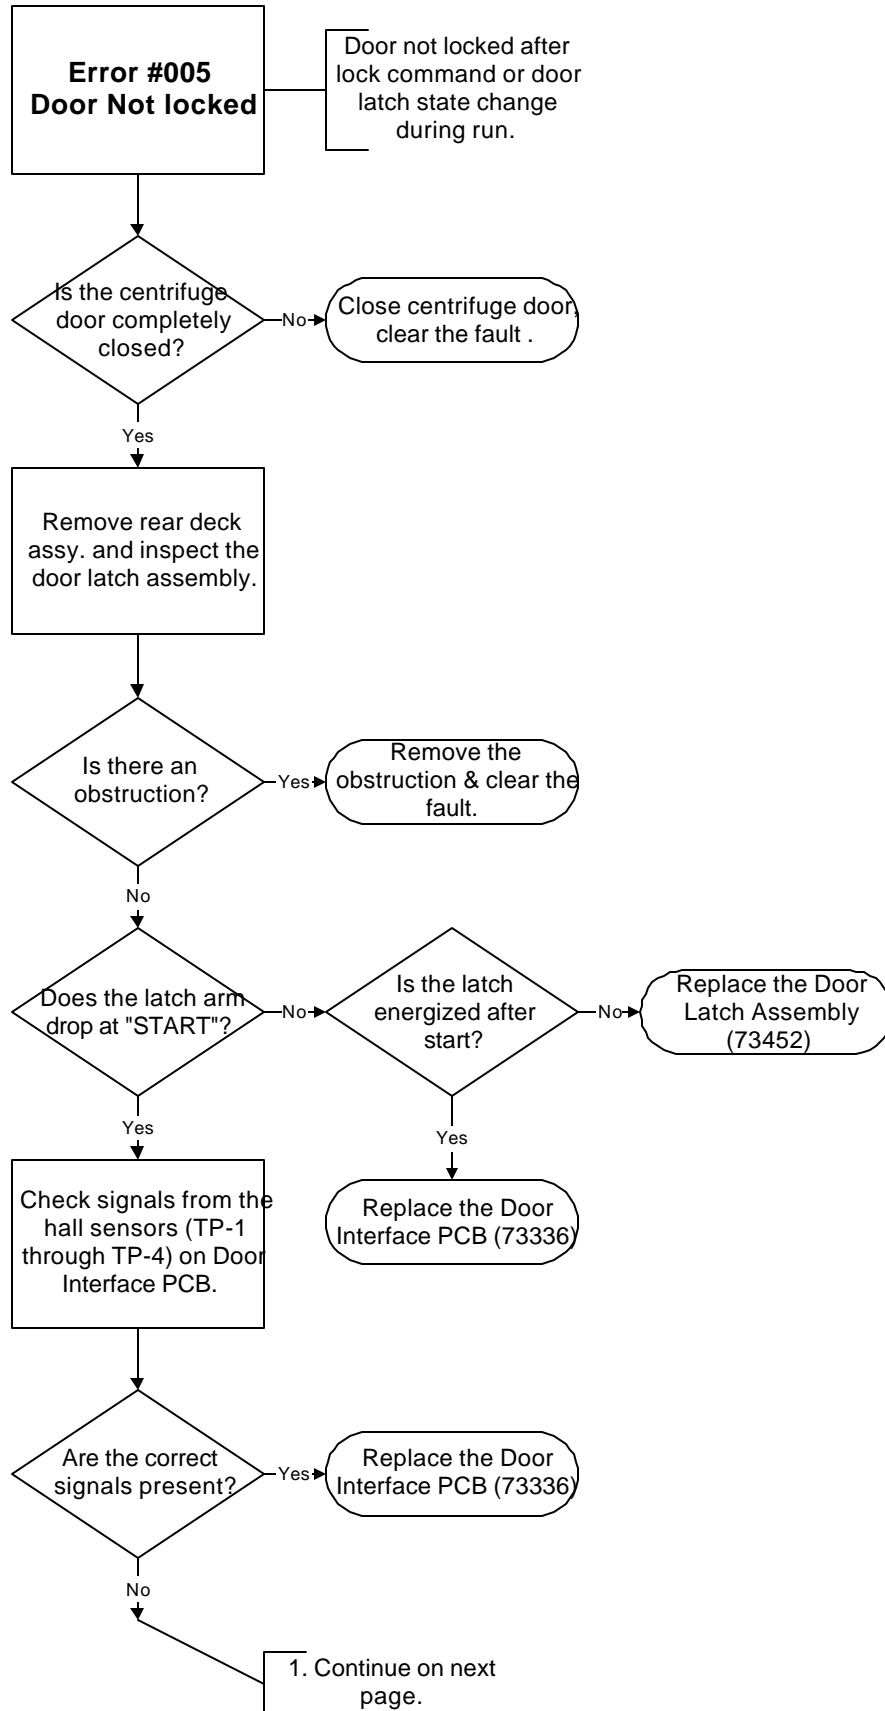 Error #005
Door Not locked
Door not locked after
lock command or door
latch state change
during run.
Is the centrifuge
door completely
closed?
No
Close centrifuge door,
clear the fault .
Yes
Remove rear deck
assy. and inspect the
door latch assembly.
Is there an
obstruction?
Yes
Remove the
obstruction & clear the
fault.
No
Does the latch arm
drop at "START"?
No
Is the latch
energized after
start?
No
Replace the Door
Latch Assembly
(73452)
Yes
Yes
Check signals from the
hall sensors (TP-1
through TP-4) on Door
Interface PCB.
Replace the Door
Interface PCB (73336)
Are the correct
signals present?
Yes
Replace the Door
Interface PCB (73336)
No
1. Continue on next
page.